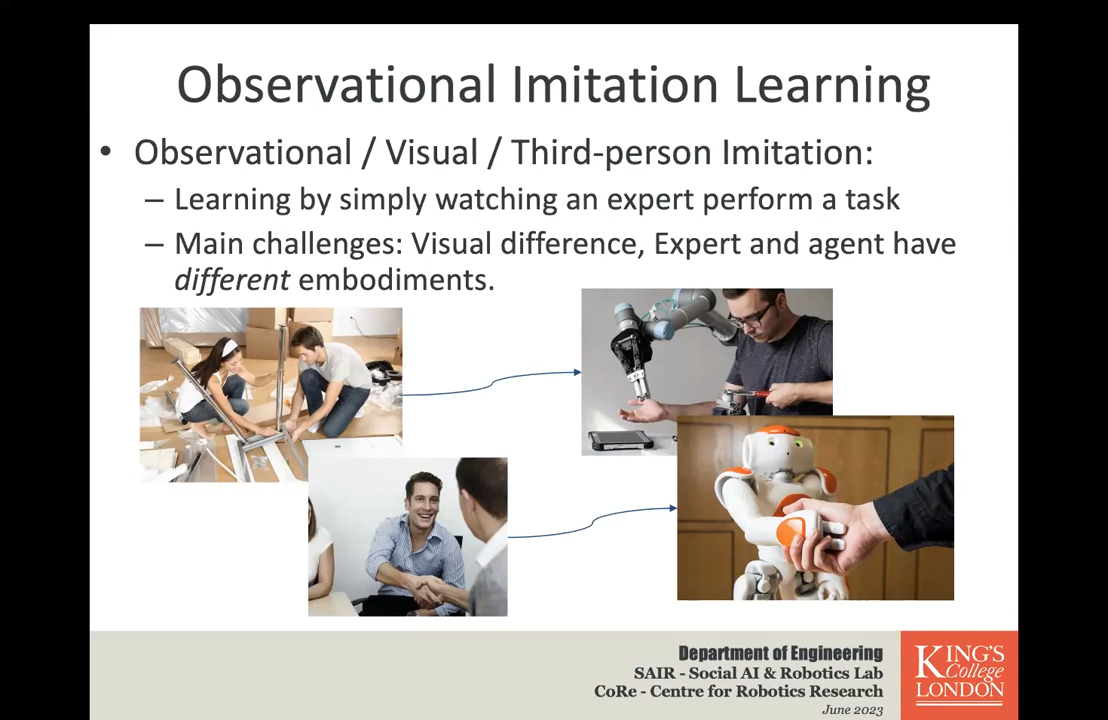 Observational Imitation Learning
• Observational / Visual / Third-person Imitation:
– Learning by simply watching an expert perform a task
– Main challenges: Visual difference, Expert and agent have
different embodiments.
Department of Engineering
SAIR - Social AI & Robotics Lab
CoRe - Centre for Robotics Research
June 2023
KING'S
College
LONDON